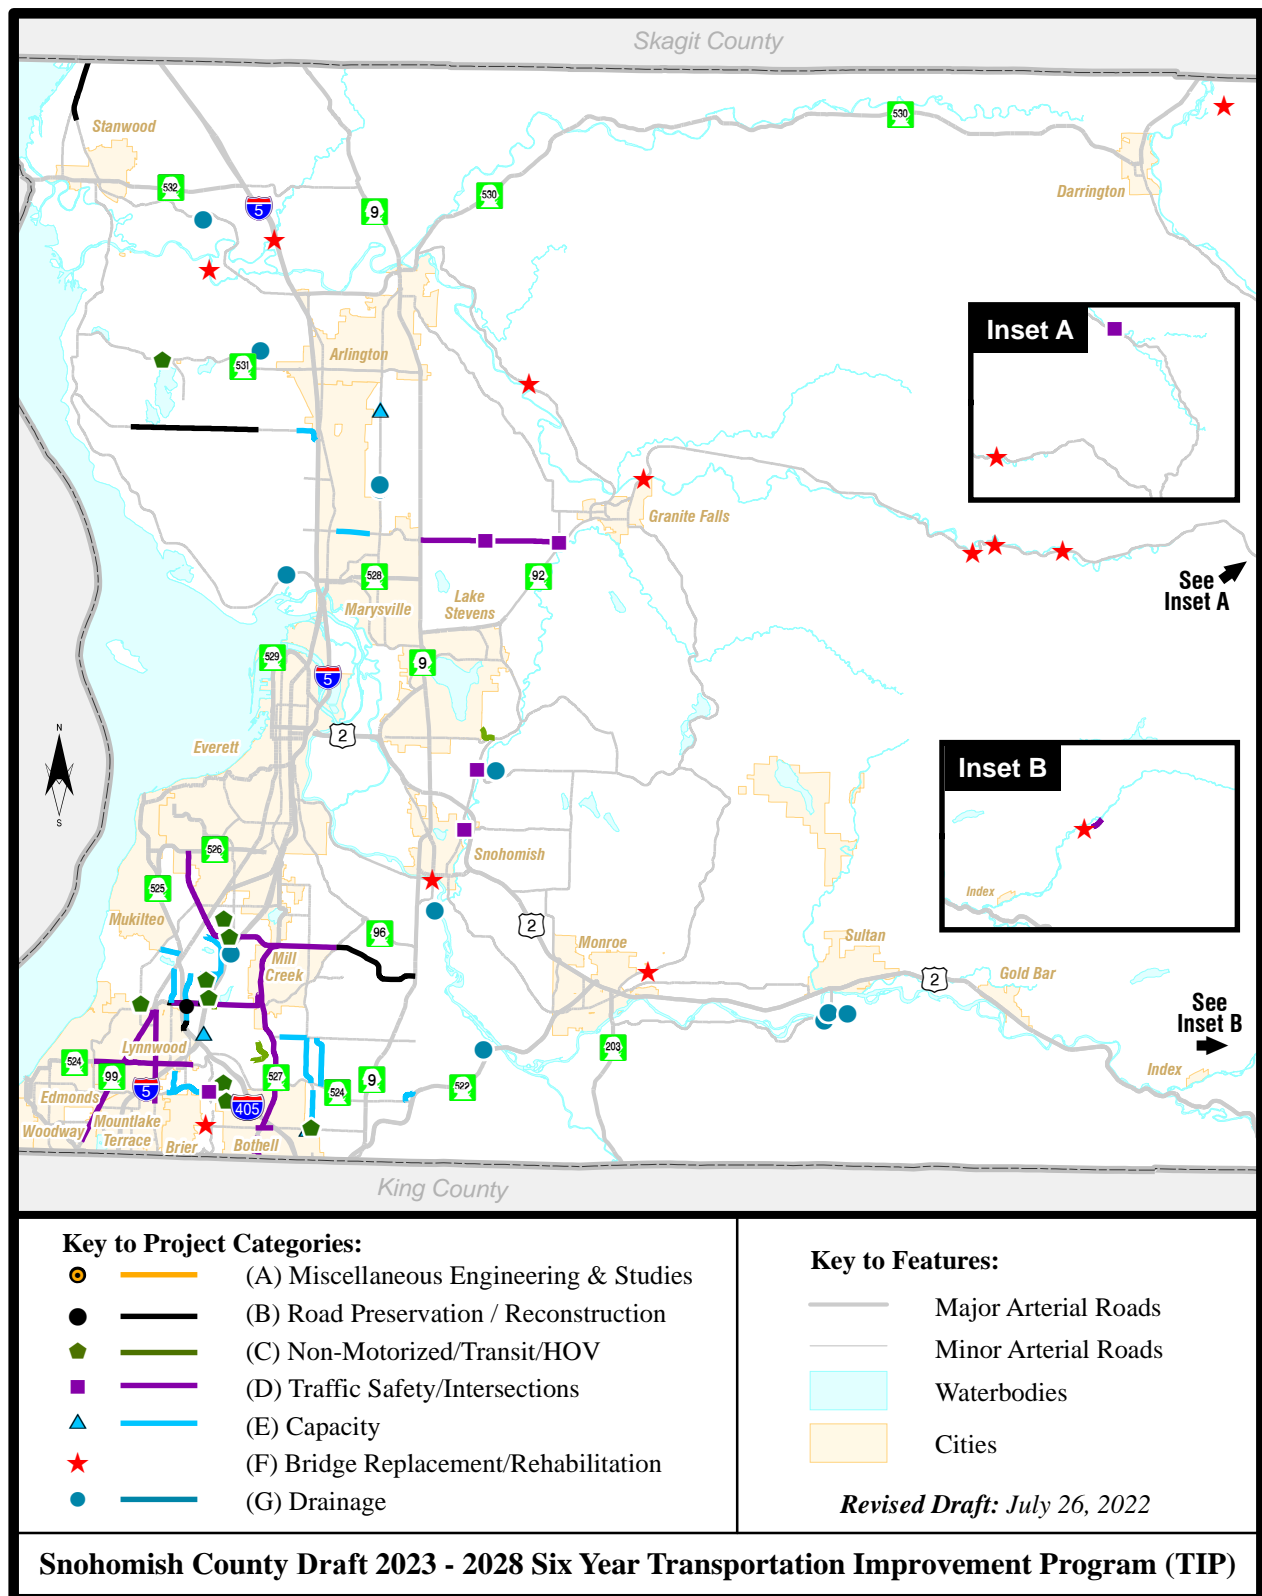 Skagit County
Stanwood
530
532
5
9
530
Darrington
Inset A
531
Arlington
Granite Falls
528
92
Lake
Stevens
Marysville
See
Inset A
529
5
9
2
Everett
N
S
Inset B
Index
526
525
Snohomish
Mukilteo
96
2
Mill
Creek
Monroe
Sultan
2
Gold Bar
See
Inset B
Lynnwood
524
99
5
527
524
9
522
203
Index
Edmonds
405
Woodway
Mountlake
Terrace
Brier
Bothell
King County
Key to Project Categories:
(A) Miscellaneous Engineering & Studies
(B) Road Preservation / Reconstruction
(C) Non-Motorized/Transit/HOV
(D) Traffic Safety/Intersections
(E) Capacity
(F) Bridge Replacement/Rehabilitation
(G) Drainage
Key to Features:
Major Arterial Roads
Minor Arterial Roads
Waterbodies
Cities
Revised Draft: July 26, 2022
Snohomish County Draft 2023 - 2028 Six Year Transportation Improvement Program (TIP)